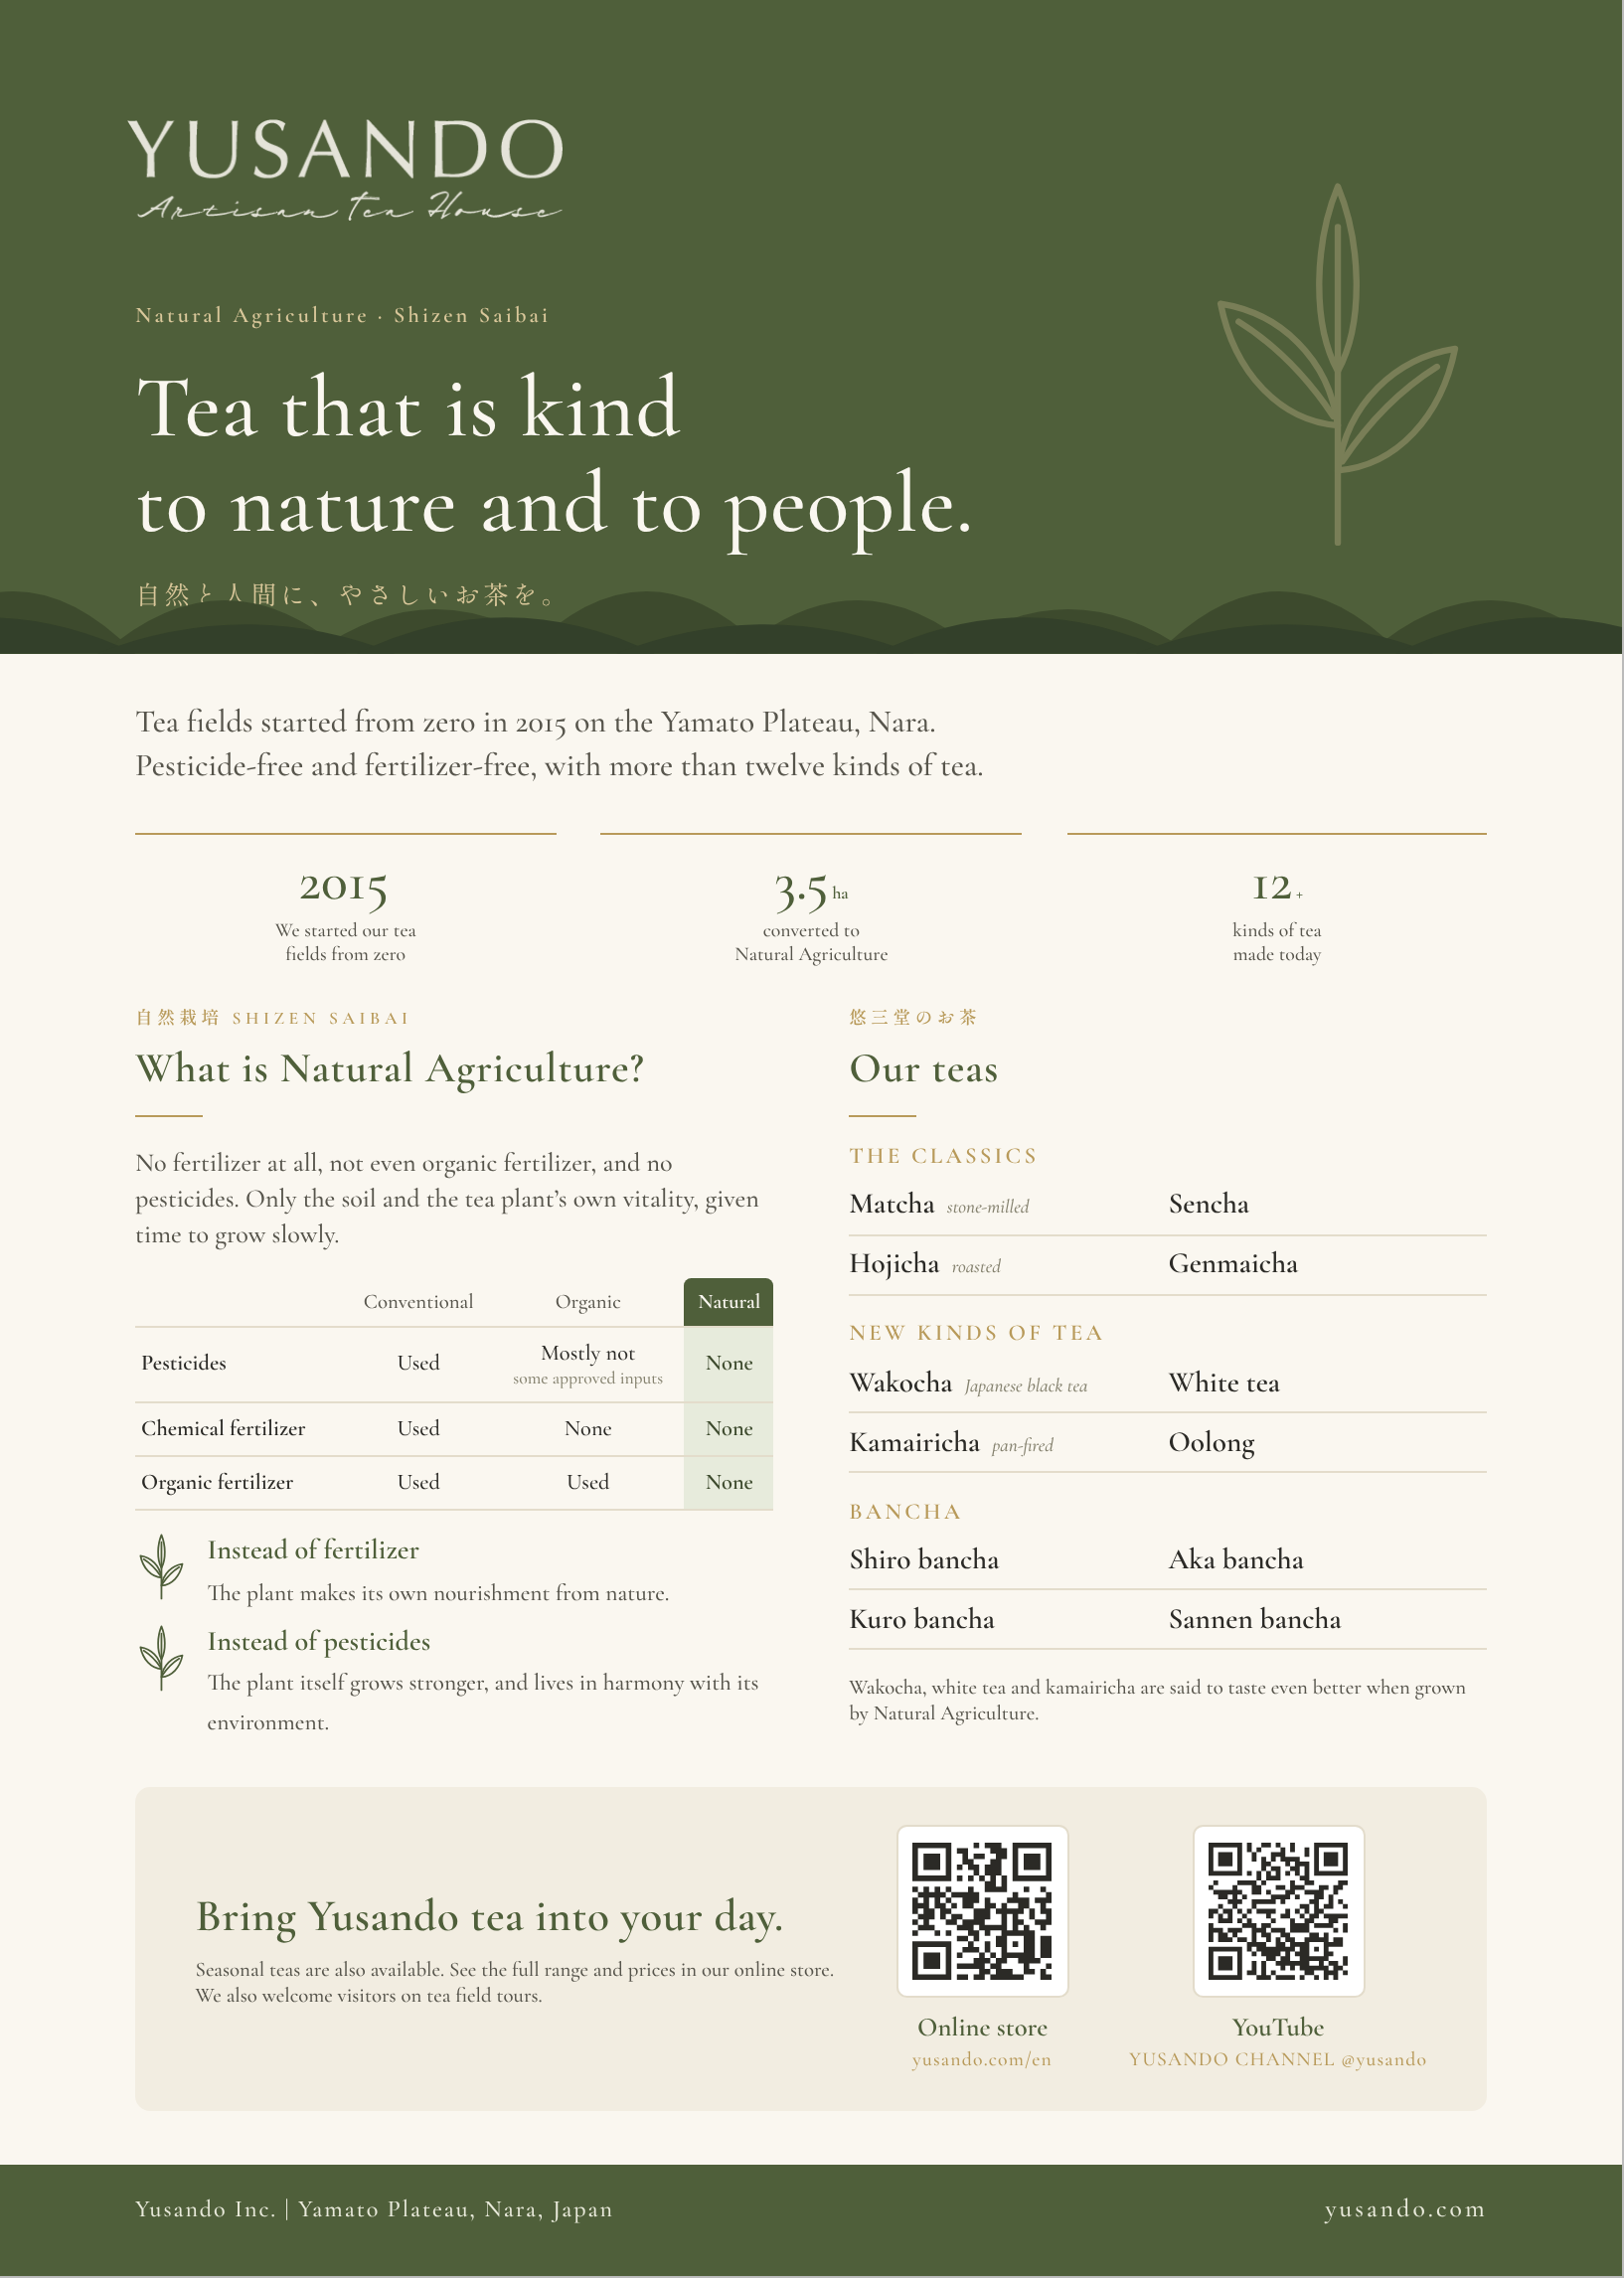 YUSANDO
Artisan Tea House
Natural Agriculture · Shizen Saibai
Tea that is kind
to nature and to people.
自然と人間に、やさしいお茶を。
Tea fields started from zero in 2015 on the Yamato Plateau, Nara.
Pesticide-free and fertilizer-free, with more than twelve kinds of tea.
2015
We started our tea
fields from zero
3.5 ha
converted to
Natural Agriculture
12 +
kinds of tea
made today
自然栽培 SHIZEN SAIBAI
What is Natural Agriculture?
No fertilizer at all, not even organic fertilizer, and no
pesticides. Only the soil and the tea plant’s own vitality, given
time to grow slowly.
Conventional Organic Natural
Pesticides Used Mostly not None
some approved inputs
Chemical fertilizer Used None None
Organic fertilizer Used Used None
Instead of fertilizer
The plant makes its own nourishment from nature.
Instead of pesticides
The plant itself grows stronger, and lives in harmony with its
environment.
悠三堂のお茶
Our teas
THE CLASSICS
Matcha stone-milled Sencha
Hojicha roasted Genmaicha
NEW KINDS OF TEA
Wakocha Japanese black tea White tea
Kamairicha pan-fired Oolong
BANCHA
Shiro bancha Aka bancha
Kuro bancha Sannen bancha
Wakocha, white tea and kamairicha are said to taste even better when grown
by Natural Agriculture.
Bring Yusando tea into your day.
Seasonal teas are also available. See the full range and prices in our online store.
We also welcome visitors on tea field tours.
Online store
yusando.com/en
YouTube
YUSANDO CHANNEL @yusando
Yusando Inc. | Yamato Plateau, Nara, Japan
yusando.com